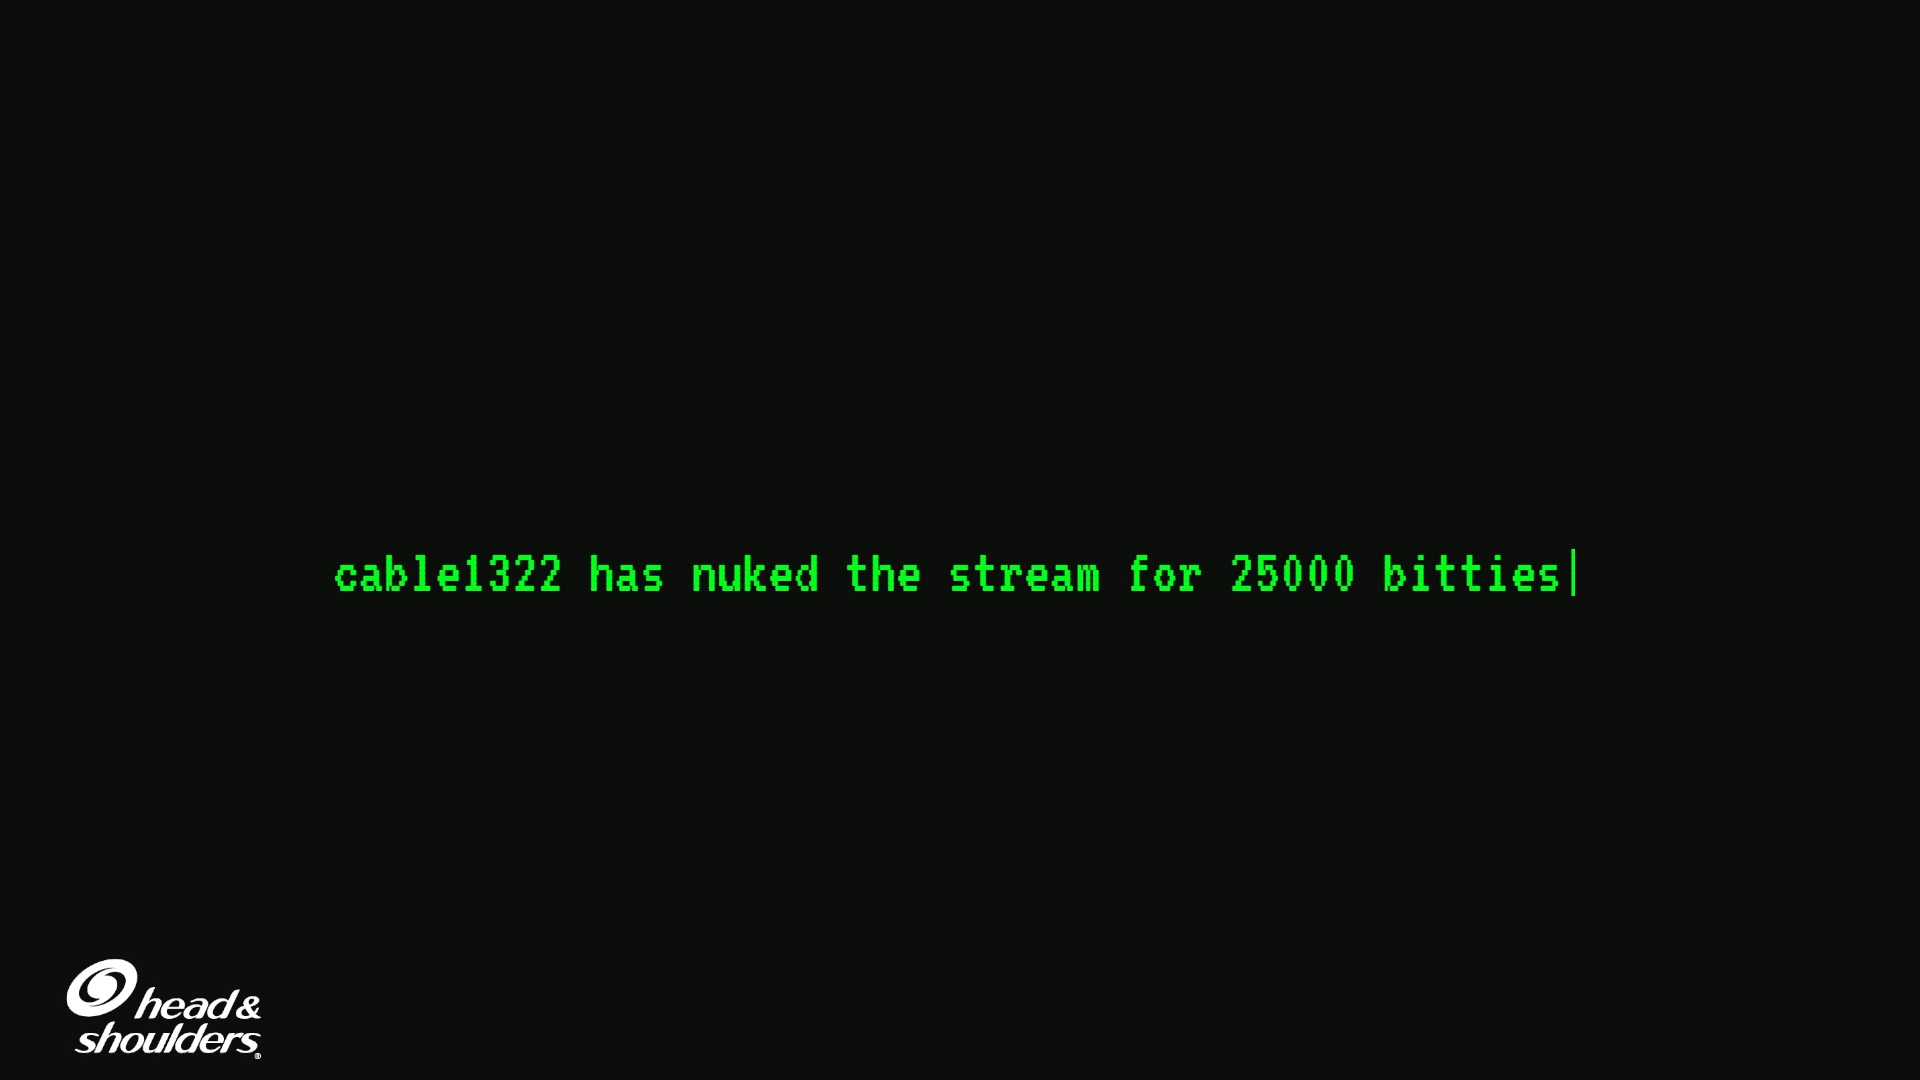 cable1322 has nuked the stream for 25000 bitties
head &
shoulders®